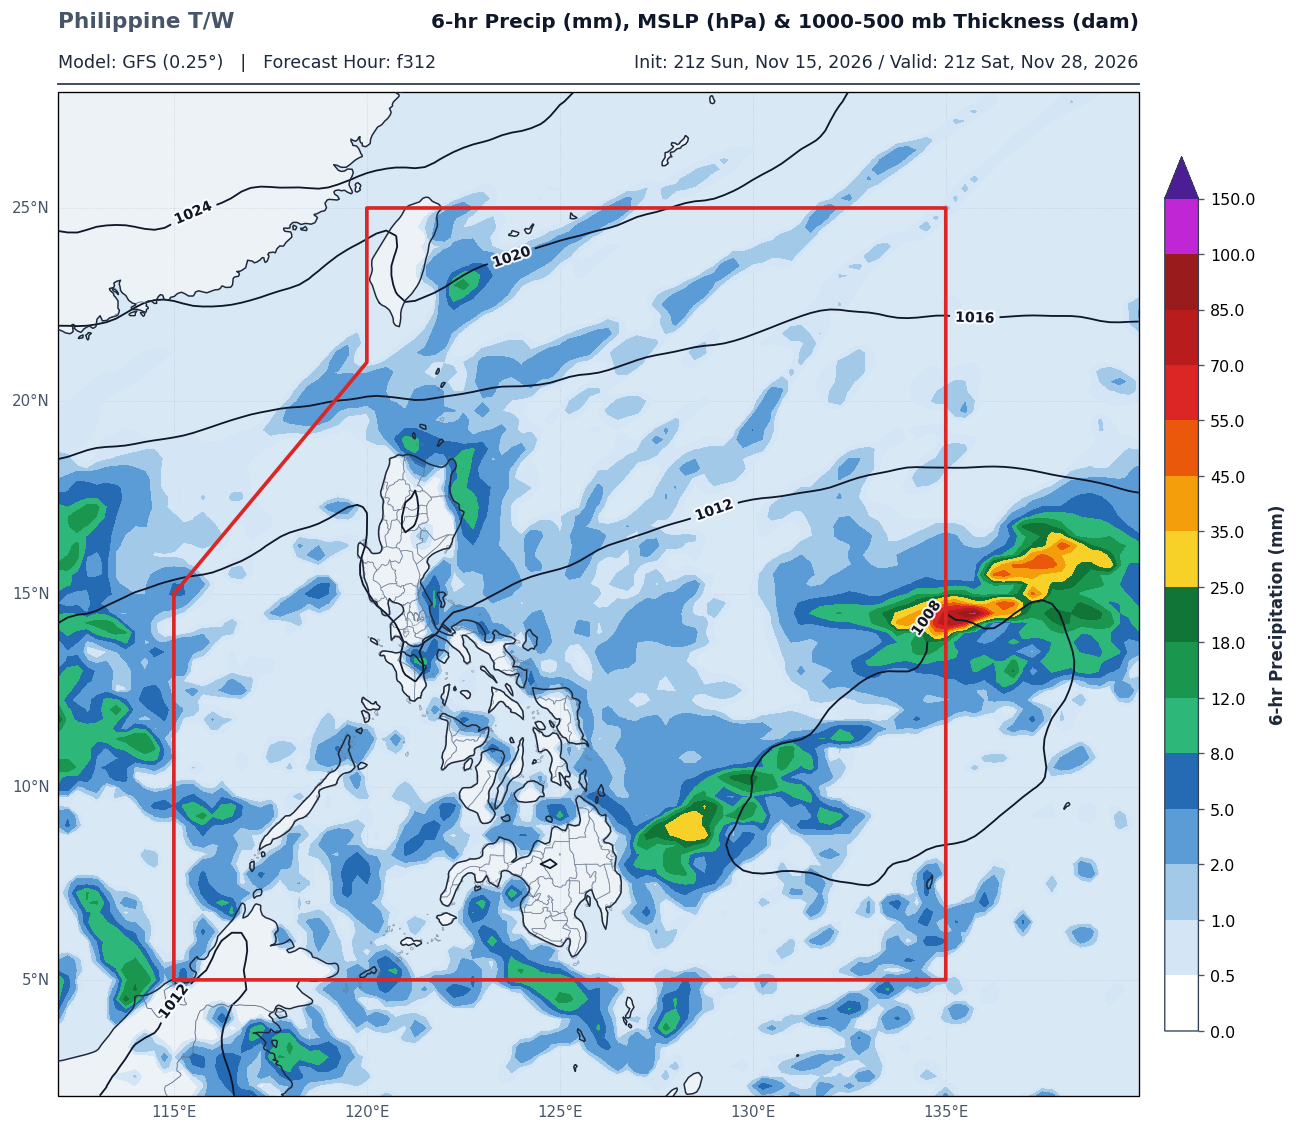 Philippine T/W
6-hr Precip (mm), MSLP (hPa) & 1000-500 mb Thickness (dam)
Model: GFS (0.25°) | Forecast Hour: f312
Init: 21z Sun, Nov 15, 2026 / Valid: 21z Sat, Nov 28, 2026
25°N
20°N
15°N
10°N
5°N
115°E
120°E
125°E
130°E
135°E
1024
1020
1016
1012
1008
1012
150.0
100.0
85.0
70.0
55.0
45.0
35.0
25.0
18.0
12.0
8.0
5.0
2.0
1.0
0.5
0.0
6-hr Precipitation (mm)